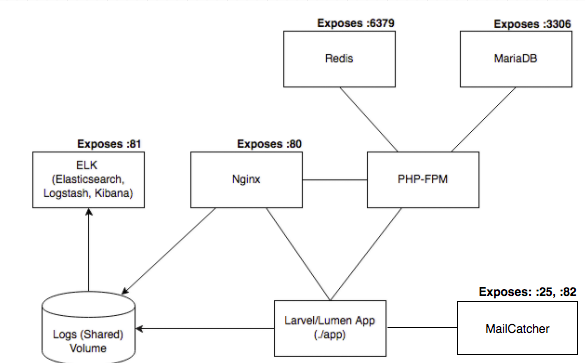 Exposes :6379
Redis
Exposes :3306
MariaDB
Exposes :81
ELK
(Elasticsearch,
Logstash, Kibana)
Exposes :80
Nginx
PHP-FPM
Logs (Shared)
Volume
Larvel/Lumen App
(./app)
Exposes: :25, :82
MailCatcher